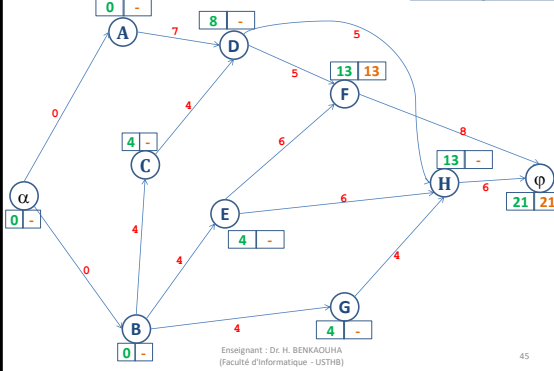 0 -
A
7
8 -
D
5
5
13 13
F
0
4
6
8
4 -
C
13 -
H
6
φ
21 21
α
0 -
E
4 -
6
4
4
4
0
B
0 -
4
G
4 -
Enseignant : Dr. H. BENKAOUHA
(Faculté d'Informatique - USTHB)
45